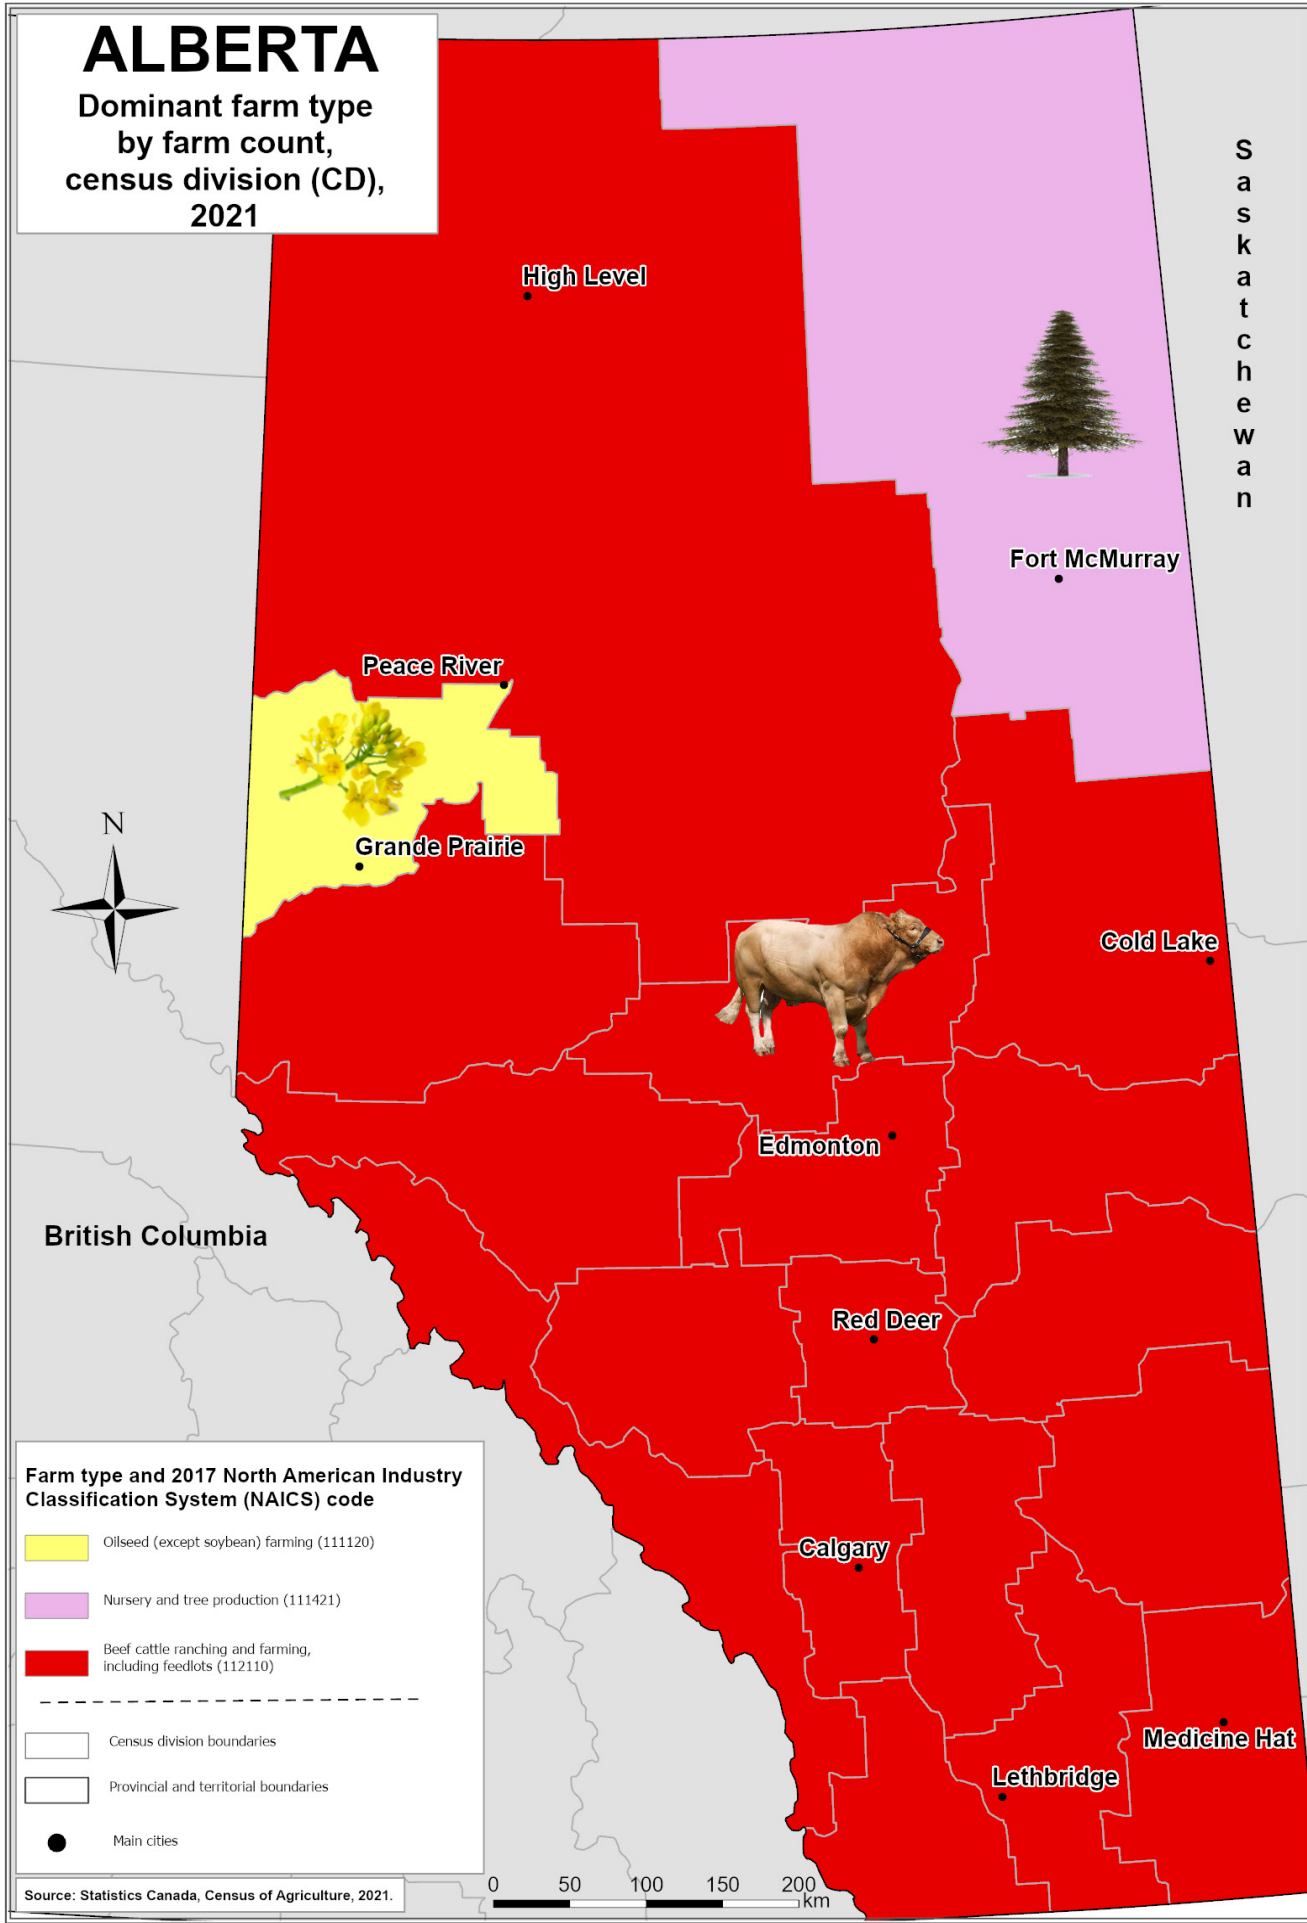 ALBERTA
Dominant farm type
by farm count,
census division (CD),
2021
Saskatchewan
High Level
Fort McMurray
Peace River
Grande Prairie
N
Cold Lake
Edmonton
British Columbia
Red Deer
Calgary
Medicine Hat
Lethbridge
Farm type and 2017 North American Industry
Classification System (NAICS) code
Oilseed (except soybean) farming (111120)
Nursery and tree production (111421)
Beef cattle ranching and farming,
including feedlots (112110)
Census division boundaries
Provincial and territorial boundaries
Main cities
Source: Statistics Canada, Census of Agriculture, 2021.
0 50 100 150 200
km